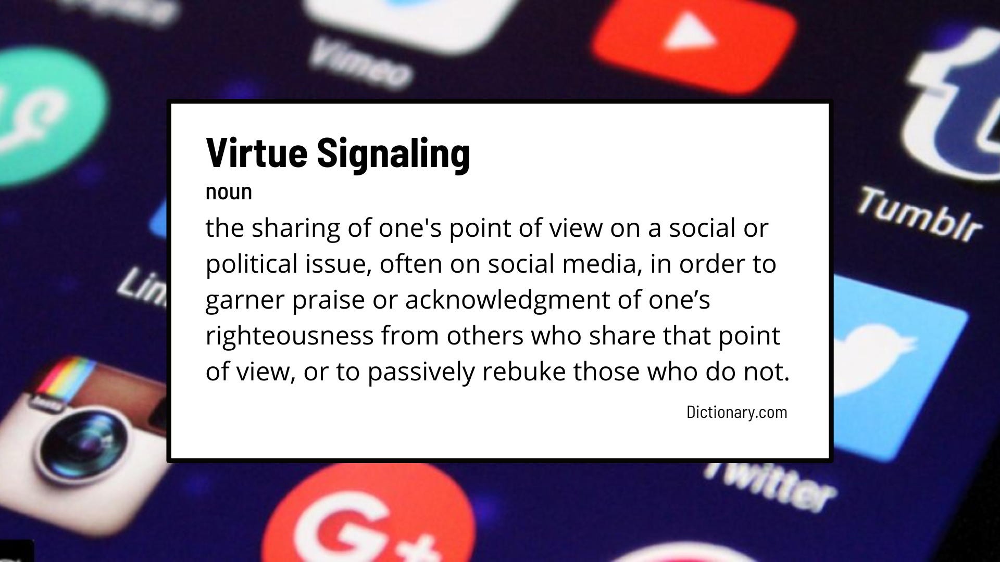 Vimeo
Tumblr
Virtue Signaling
noun
the sharing of one's point of view on a social or
political issue, often on social media, in order to
garner praise or acknowledgment of one’s
righteousness from others who share that point
of view, or to passively rebuke those who do not.
Dictionary.com
Insta
G+
Twitter